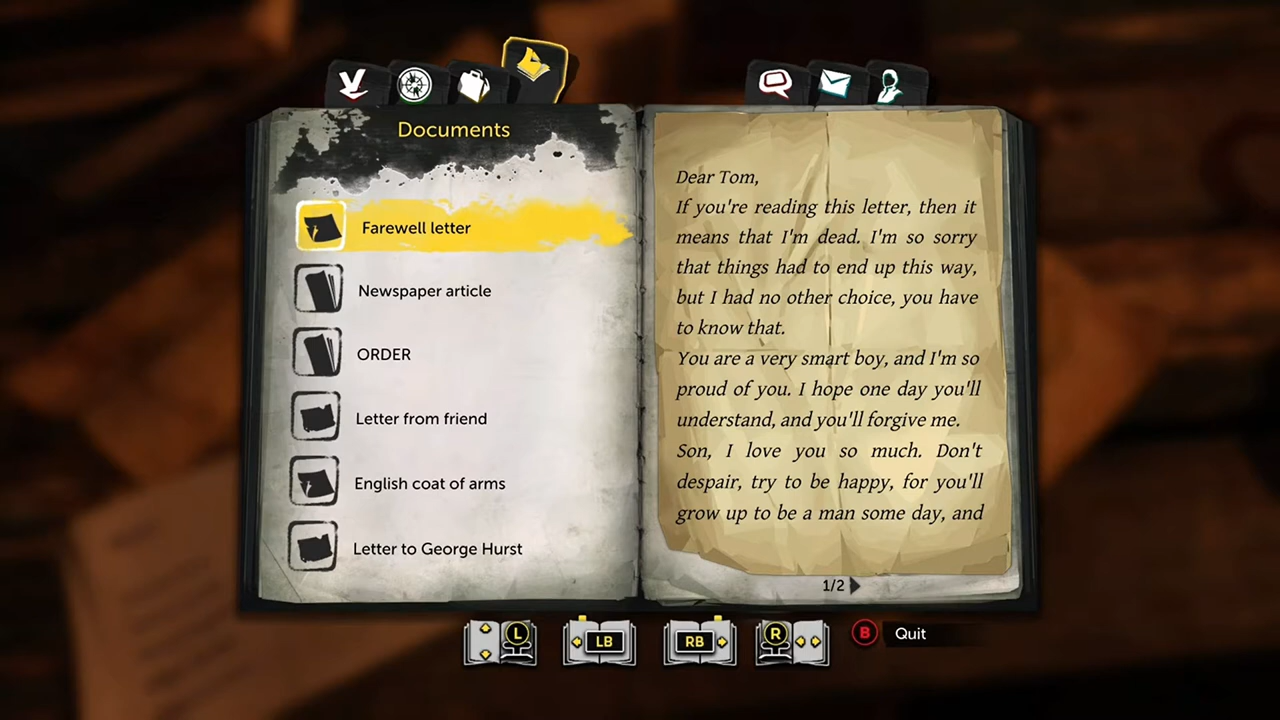 Documents
Farewell letter
Newspaper article
ORDER
Letter from friend
English coat of arms
Letter to George Hurst
Dear Tom,
If you're reading this letter, then it
means that I'm dead. I'm so sorry
that things had to end up this way,
but I had no other choice, you have
to know that.
You are a very smart boy, and I'm so
proud of you. I hope one day you'll
understand, and you'll forgive me.
Son, I love you so much. Don't
despair, try to be happy, for you'll
grow up to be a man some day, and
1/2
L
LB
RB
R
B Quit